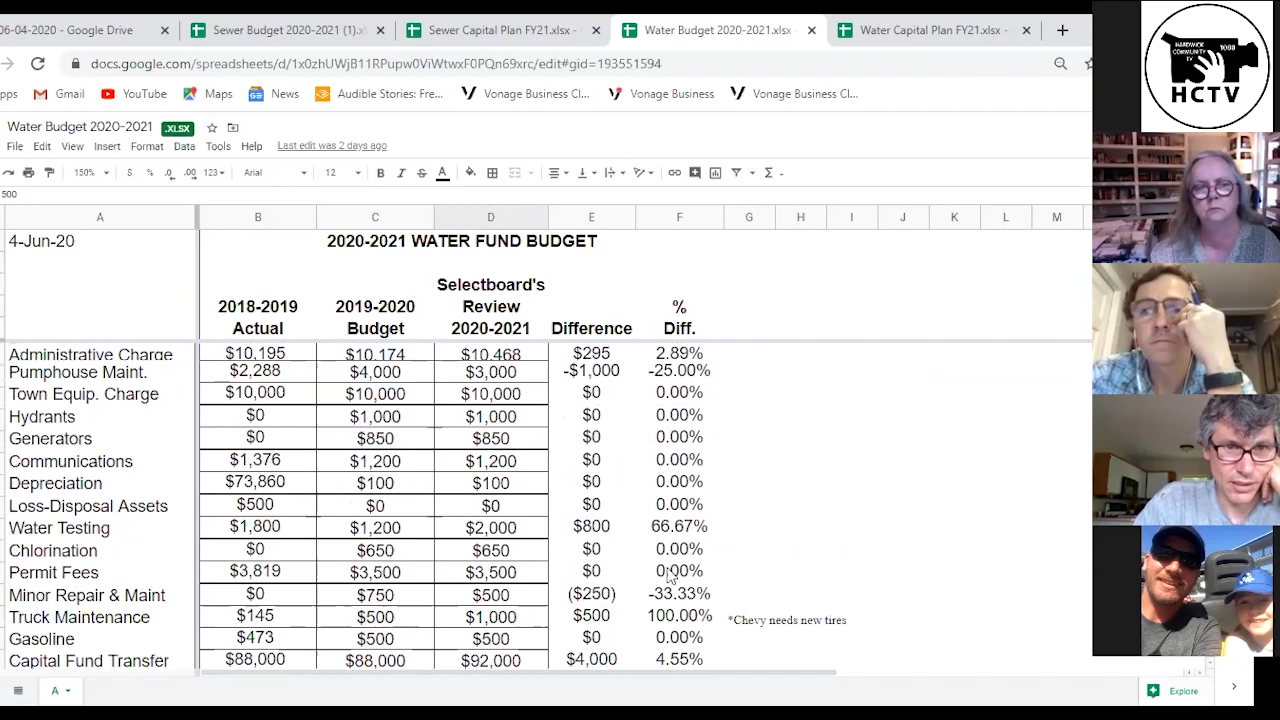 06-04-2020 - Google Drive × Sewer Budget 2020-2021 (1).xls × Sewer Capital Plan FY21.xlsx - × Water Budget 2020-2021.xlsx - × Water Capital Plan FY21.xlsx - × +
pps Gmail YouTube Maps News Audible Stories: Fre... Vonage Business Cl... Vonage Business Vonage Business Cl...
Water Budget 2020-2021 .XLSX
File Edit View Insert Format Data Tools Help Last edit was 2 days ago
150% $ % .0 .00 123 Arial 12 B I S A
500
A B C D E F G H I J K L M
4-Jun-20 2020-2021 WATER FUND BUDGET
Selectboard's
2018-2019 2019-2020 Review %
Actual Budget 2020-2021 Difference Diff.
Administrative Charge $10,195 $10,174 $10,468 $295 2.89%
Pumphouse Maint. $2,288 $4,000 $3,000 -$1,000 -25.00%
Town Equip. Charge $10,000 $10,000 $10,000 $0 0.00%
Hydrants $0 $1,000 $1,000 $0 0.00%
Generators $0 $850 $850 $0 0.00%
Communications $1,376 $1,200 $1,200 $0 0.00%
Depreciation $73,860 $100 $100 $0 0.00%
Loss-Disposal Assets $500 $0 $0 $0 0.00%
Water Testing $1,800 $1,200 $2,000 $800 66.67%
Chlorination $0 $650 $650 $0 0.00%
Permit Fees $3,819 $3,500 $3,500 $0 0.00%
Minor Repair & Maint $0 $750 $500 ($250) -33.33%
Truck Maintenance $145 $500 $1,000 $500 100.00% *Chevy needs new tires
Gasoline $473 $500 $500 $0 0.00%
Capital Fund Transfer $88,000 $88,000 $92,000 $4,000 4.55%
A Explore
HARDWICK
COMMUNITY
TV
1080
HCTV